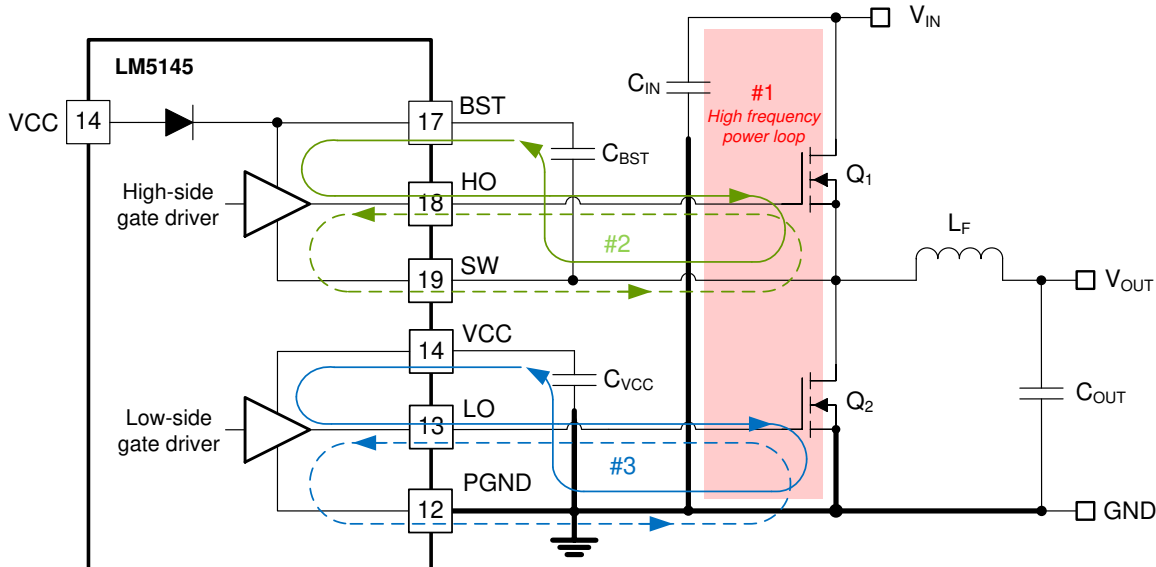 LM5145
VCC
14
17
BST
C_BST
High-side
gate driver
HO
18
19
SW
#2
V_IN
C_IN
#1
High frequency
power loop
Q_1
L_F
V_OUT
VCC
14
C_VCC
Low-side
gate driver
LO
13
PGND
12
#3
Q_2
C_OUT
GND